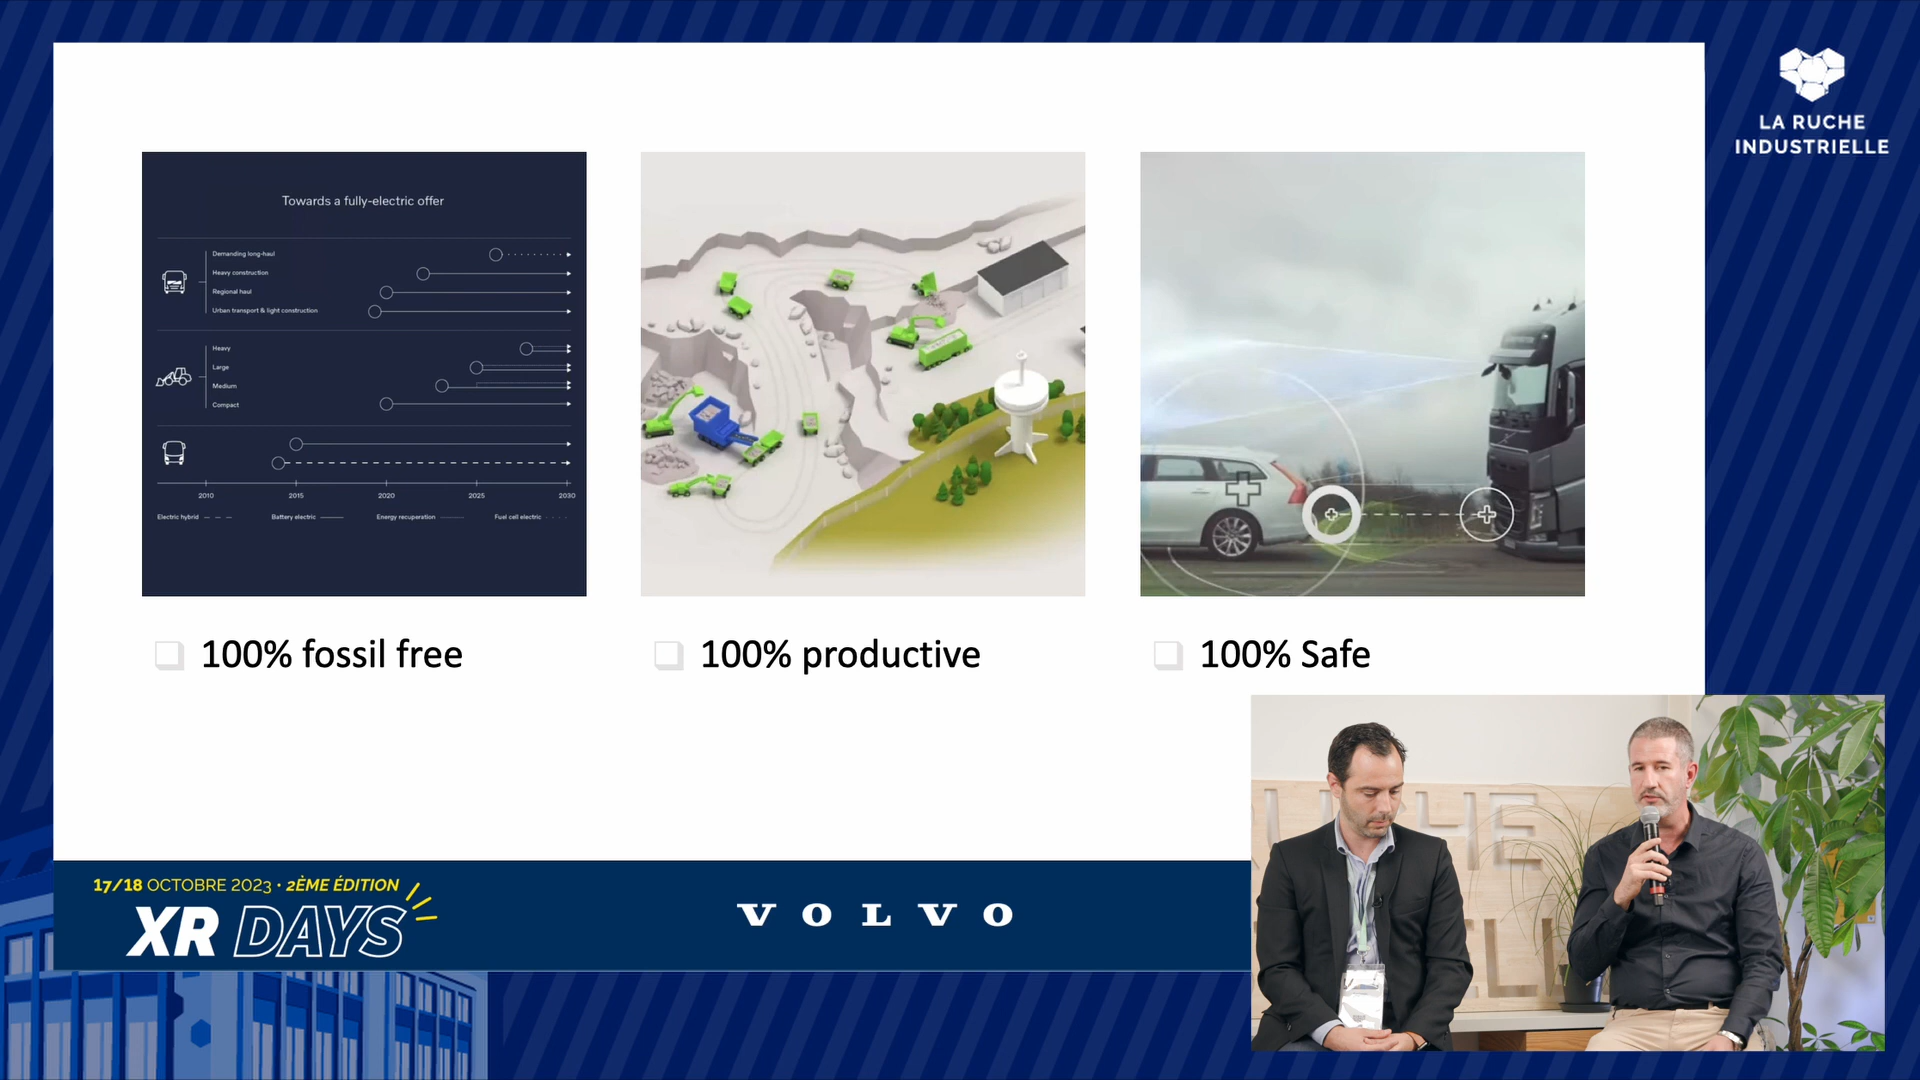 LA RUCHE
INDUSTRIELLE
Towards a fully-electric offer
Demanding long-haul
Heavy construction
Regional haul
Urban transport & light construction
Heavy
Large
Medium
Compact
2010 2015 2020 2025 2030
Electric hybrid Battery electric Energy recuperation Fuel cell electric
100% fossil free
100% productive
100% Safe
17/18 OCTOBRE 2023 · 2ÈME ÉDITION
XR DAYS
VOLVO